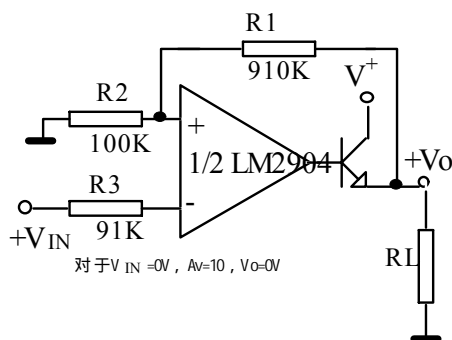 R1
910K
V+
R2
+
100K
1/2 LM2904
+Vo
R3
-
+VIN
91K
RL
对于V IN =0V , Av=10 , Vo=0V